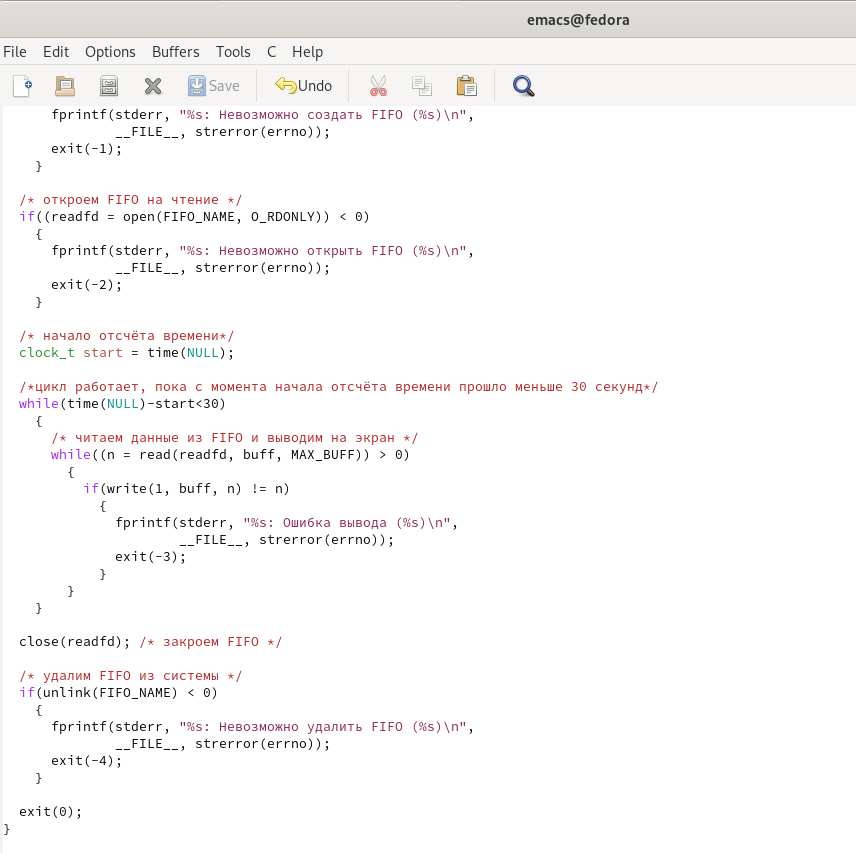 emacs@fedora
File Edit Options Buffers Tools C Help
Save Undo
      fprintf(stderr, "%s: Невозможно создать FIFO (%s)\n",
              __FILE__, strerror(errno));
      exit(-1);
    }

  /* откроем FIFO на чтение */
  if((readfd = open(FIFO_NAME, O_RDONLY)) < 0)
    {
      fprintf(stderr, "%s: Невозможно открыть FIFO (%s)\n",
              __FILE__, strerror(errno));
      exit(-2);
    }

  /* начало отсчёта времени*/
  clock_t start = time(NULL);

  /*цикл работает, пока с момента начала отсчёта времени прошло меньше 30 секунд*/
  while(time(NULL)-start<30)
    {
      /* читаем данные из FIFO и выводим на экран */
      while((n = read(readfd, buff, MAX_BUFF)) > 0)
        {
          if(write(1, buff, n) != n)
            {
              fprintf(stderr, "%s: Ошибка вывода (%s)\n",
                      __FILE__, strerror(errno));
              exit(-3);
            }
        }
    }

  close(readfd); /* закроем FIFO */

  /* удалим FIFO из системы */
  if(unlink(FIFO_NAME) < 0)
    {
      fprintf(stderr, "%s: Невозможно удалить FIFO (%s)\n",
              __FILE__, strerror(errno));
      exit(-4);
    }

  exit(0);
}